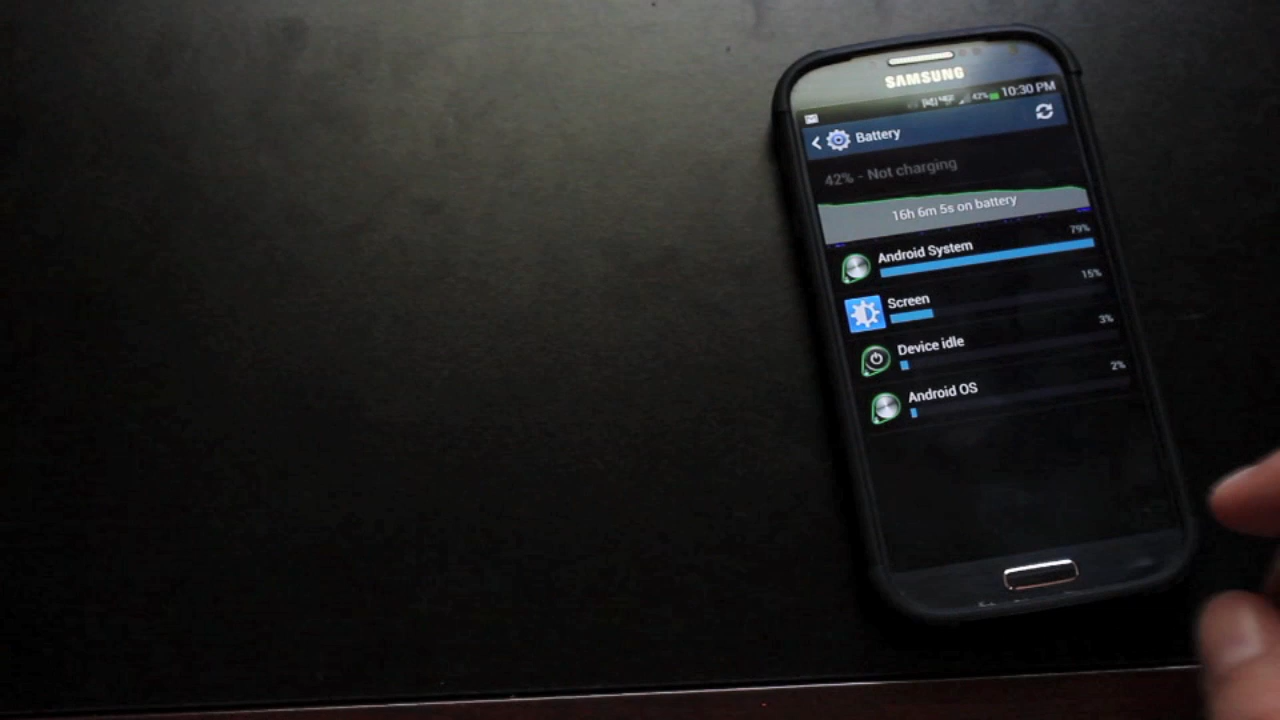 SAMSUNG
42% 10:30 PM
Battery
42% - Not charging
16h 6m 5s on battery
Android System 79%
Screen 15%
Device idle 3%
Android OS 2%